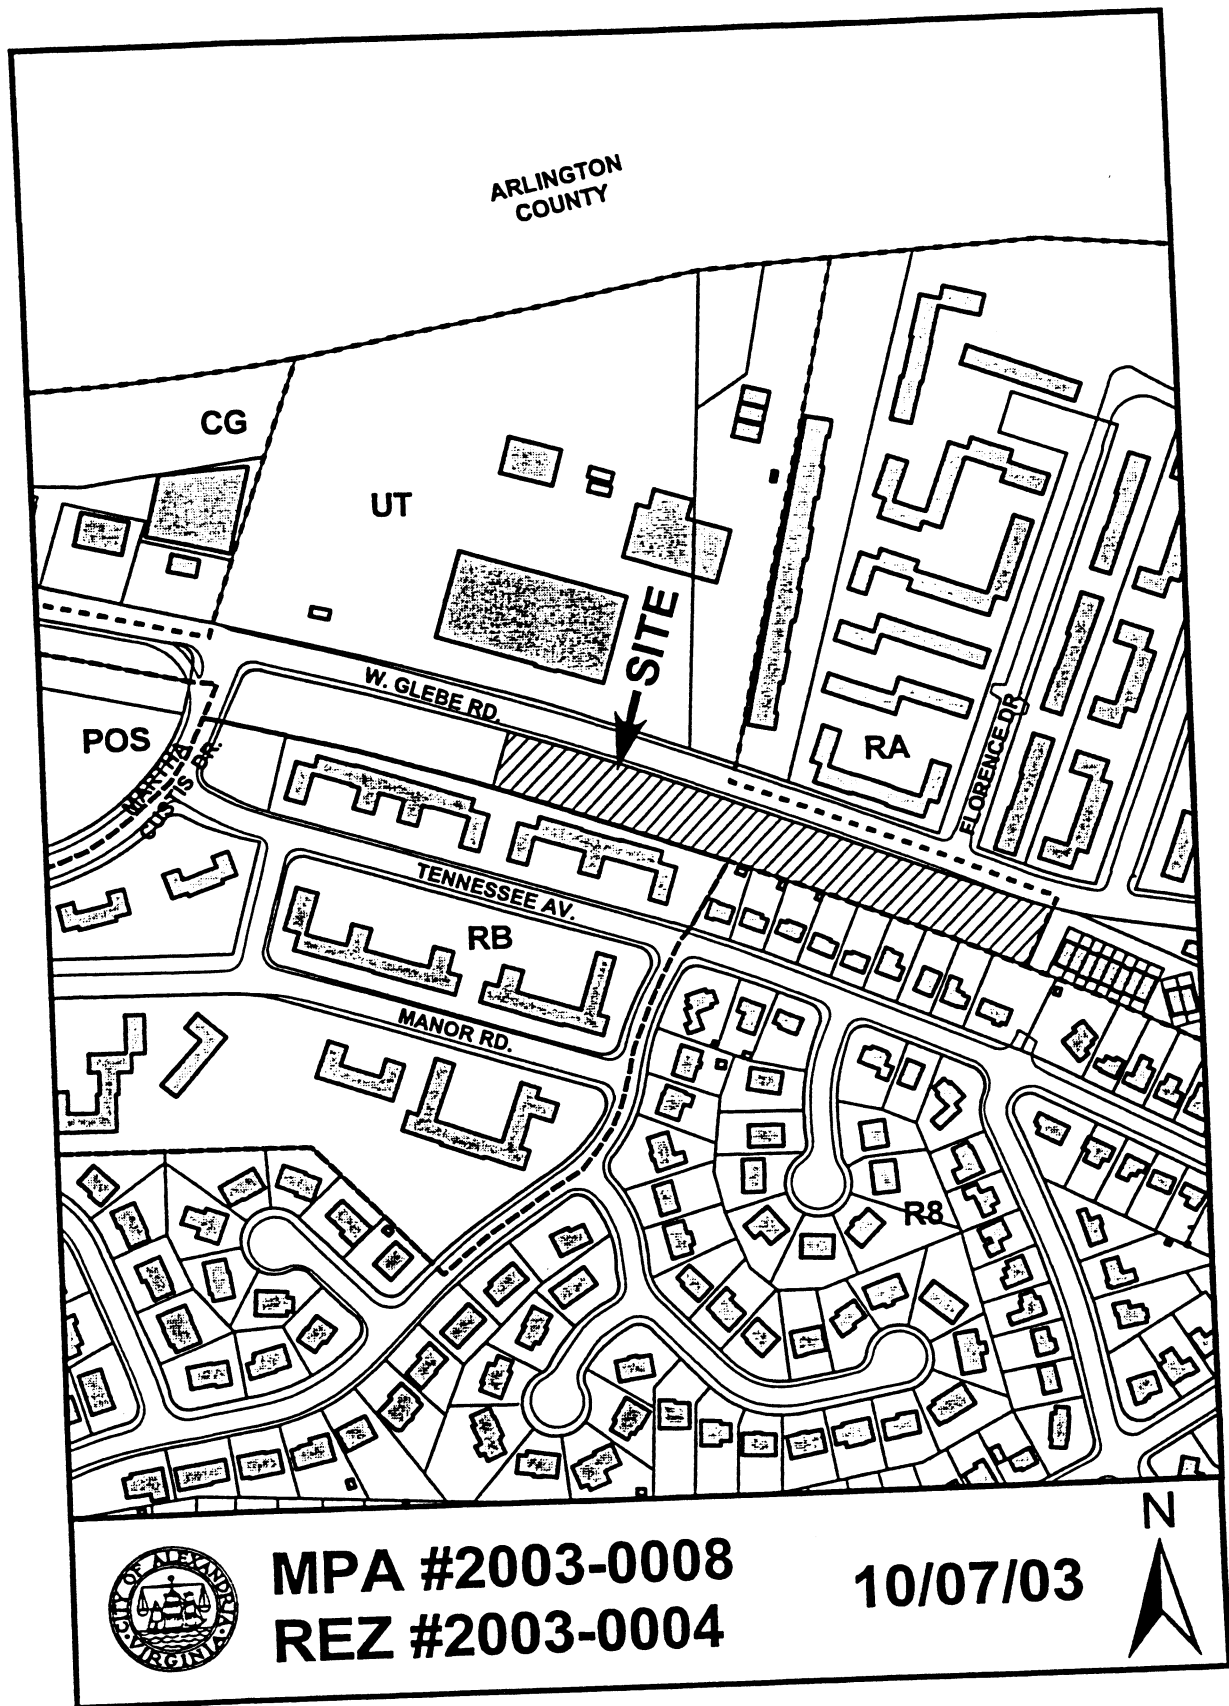 ARLINGTON
COUNTY
CG
UT
SITE
W. GLEBE RD.
POS
MARTHA
CUSTIS DR.
RA
FLORENCE DR.
TENNESSEE AV.
RB
MANOR RD.
R8
N
CITY OF ALEXANDRIA
VIRGINIA
MPA #2003-0008
10/07/03
REZ #2003-0004